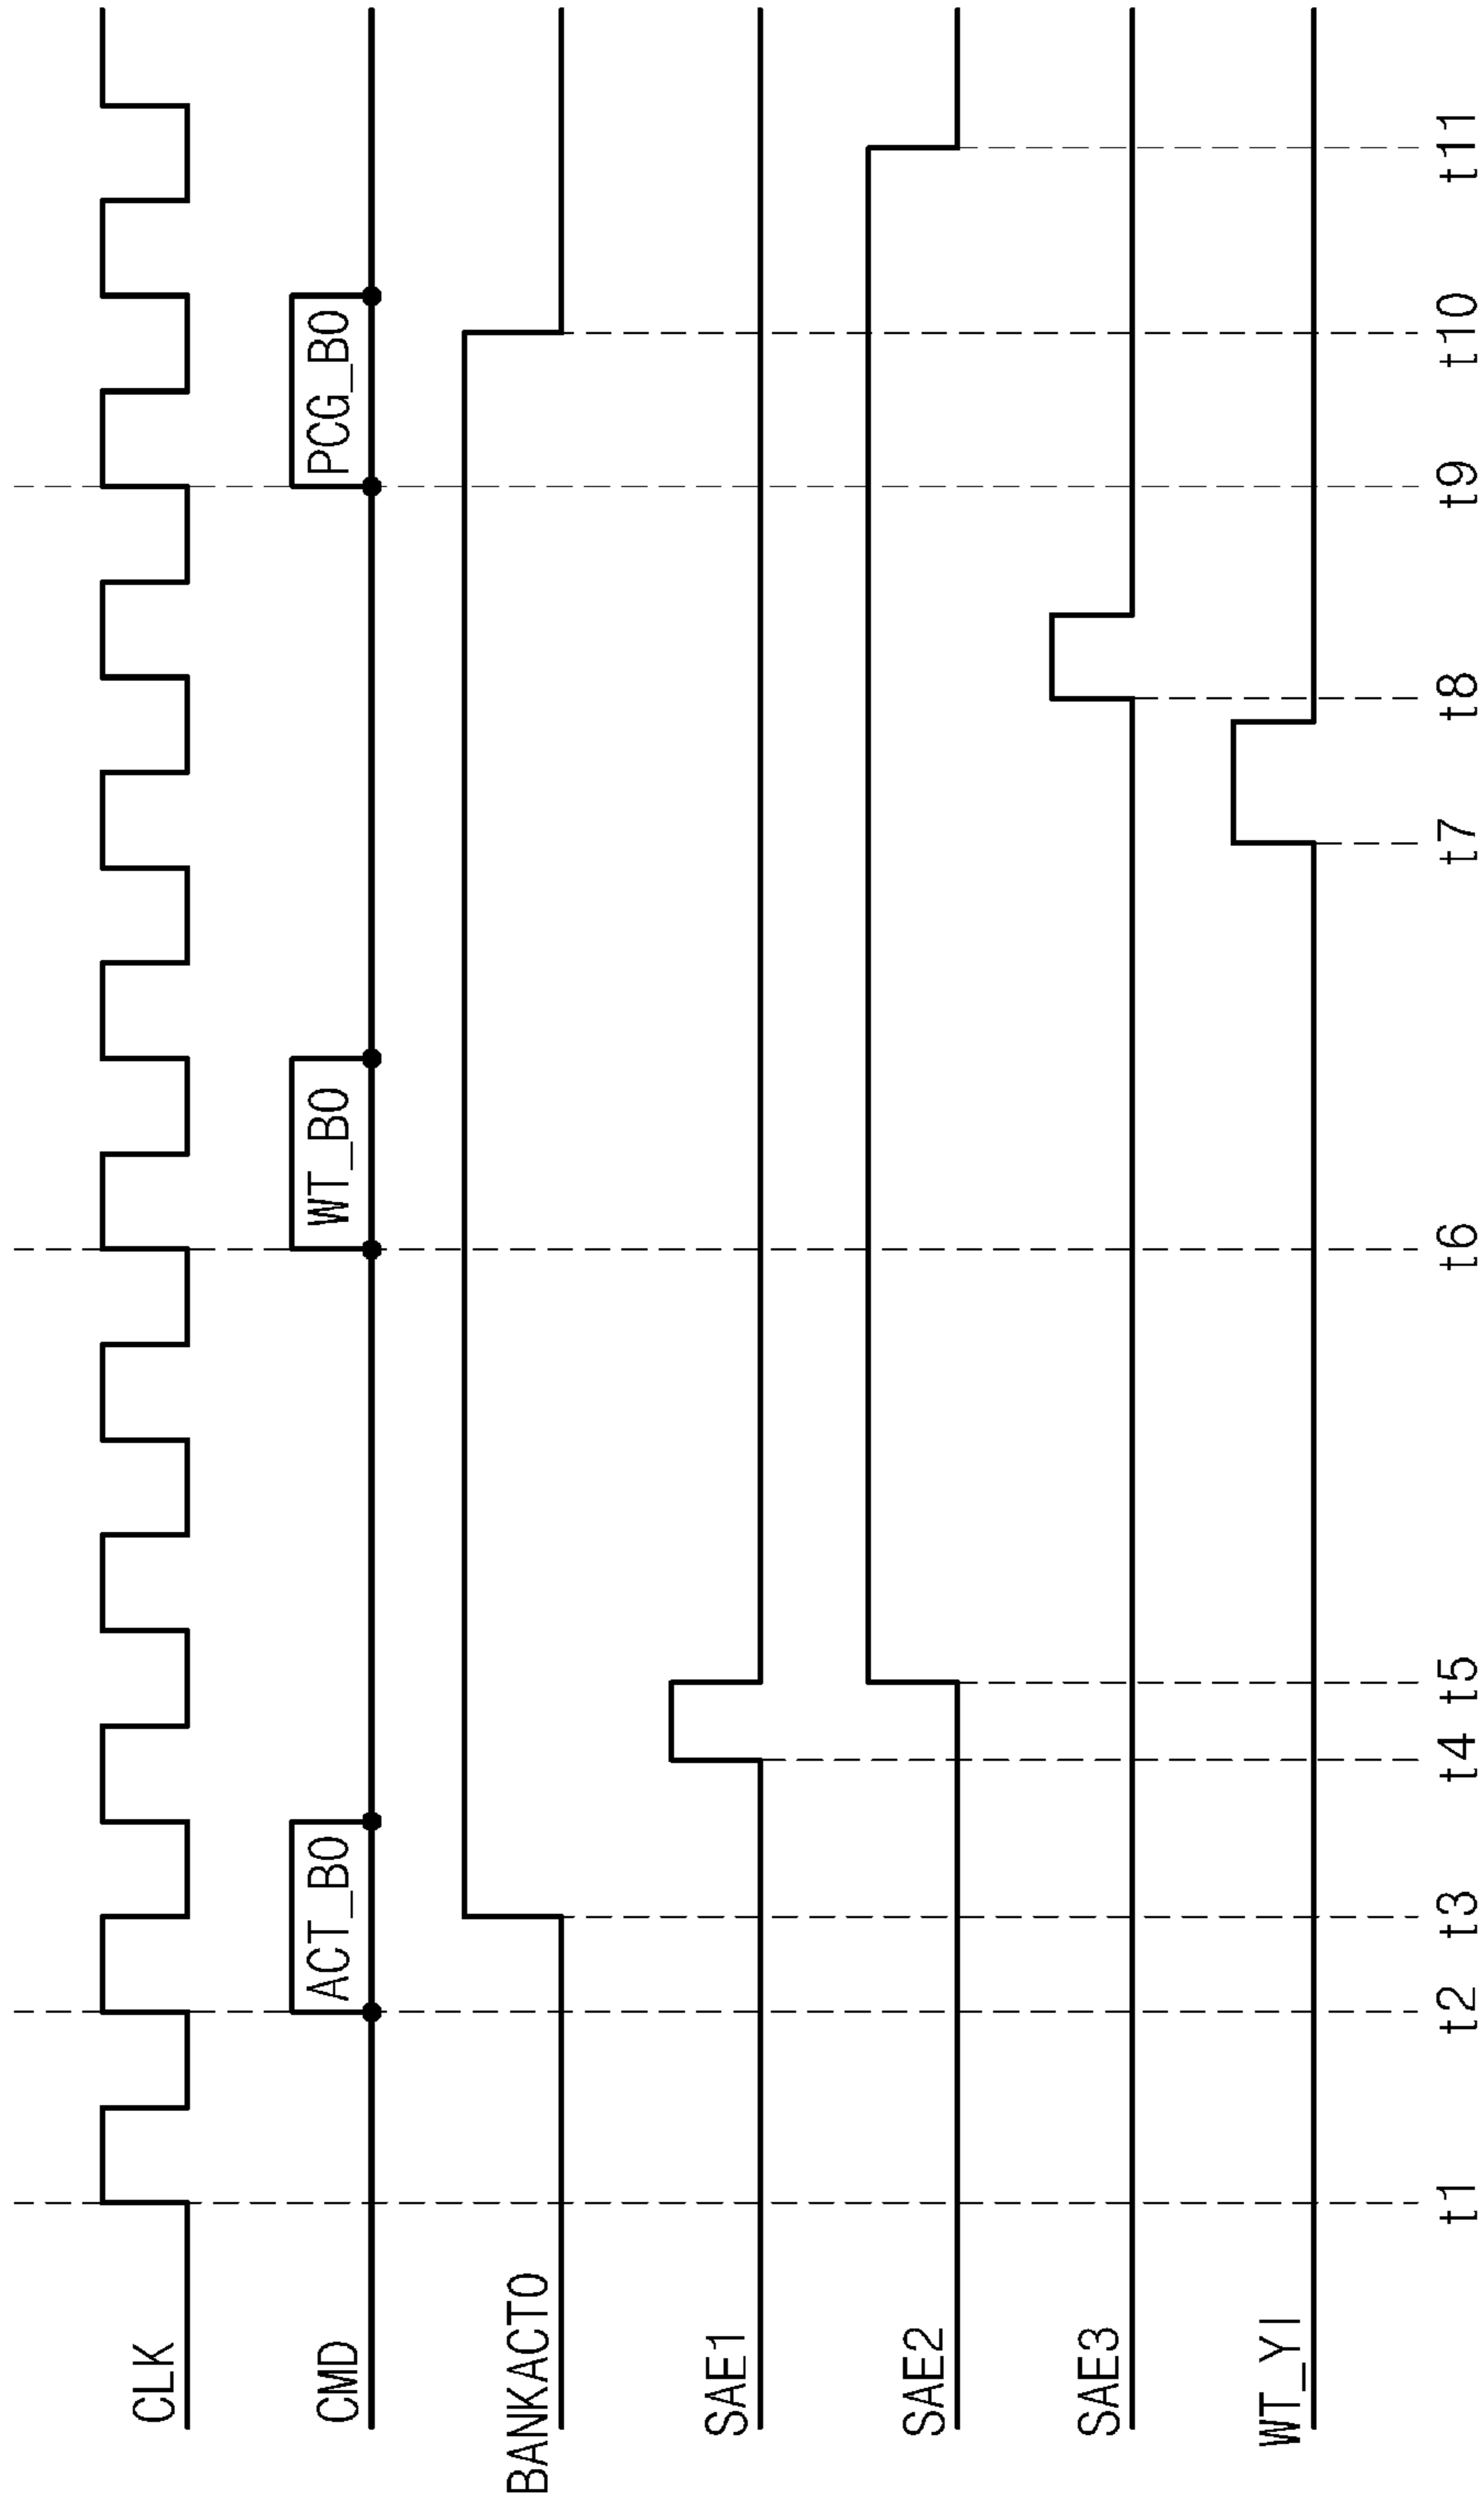 CLK
CMD
ACT_B0
WT_B0
PCG_B0
BANKACT0
SAE1
SAE2
SAE3
WT_YI
t1 t2 t3 t4 t5 t6 t7 t8 t9 t10 t11